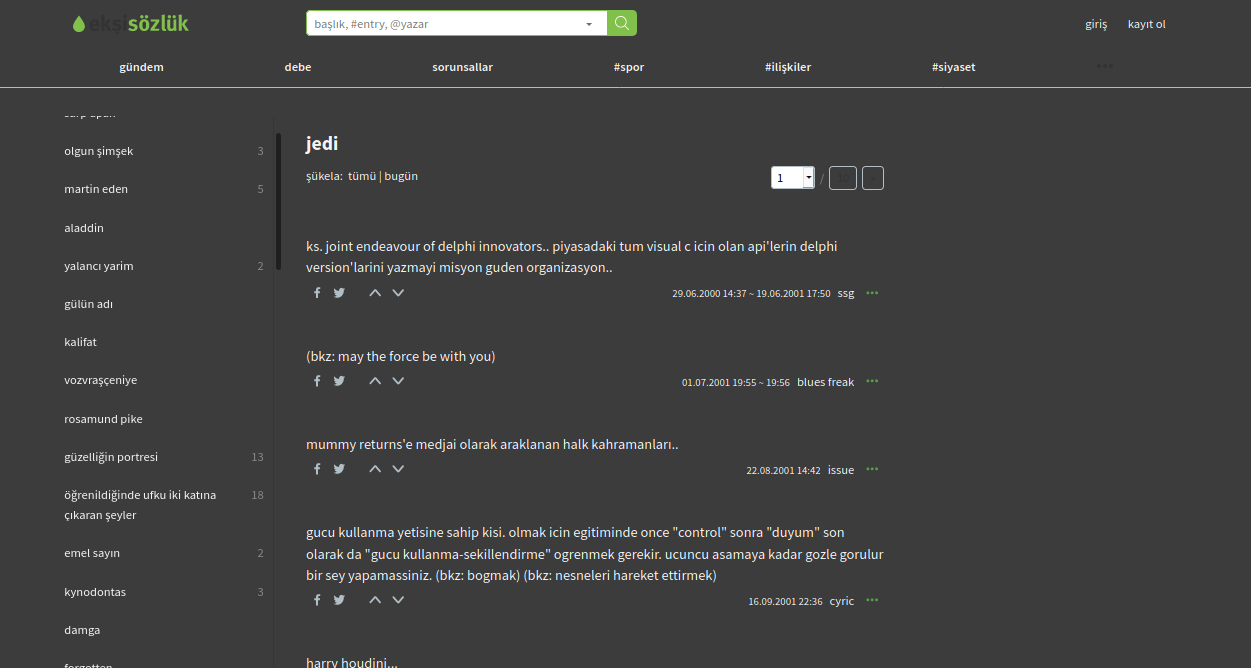 ekşisözlük
başlık, #entry, @yazar
giriş
kayıt ol
gündem
debe
sorunsallar
#spor
#ilişkiler
#siyaset
olgun şimşek 3
martin eden 5
aladdin
yalancı yarim 2
gülün adı
kalifat
vozvraşçeniye
rosamund pike
güzelliğin portresi 13
öğrenildiğinde ufku iki katına 18
çıkaran şeyler
emel sayın 2
kynodontas 3
damga
forgotten
jedi
şükela: tümü | bugün
1 /
ks. joint endeavour of delphi innovators.. piyasadaki tum visual c icin olan api'lerin delphi
version'larini yazmayi misyon guden organizasyon..
29.06.2000 14:37 ~ 19.06.2001 17:50 ssg
(bkz: may the force be with you)
01.07.2001 19:55 ~ 19:56 blues freak
mummy returns'e medjai olarak araklanan halk kahramanları..
22.08.2001 14:42 issue
gucu kullanma yetisine sahip kisi. olmak icin egitiminde once "control" sonra "duyum" son
olarak da "gucu kullanma-sekillendirme" ogrenmek gerekir. ucuncu asamaya kadar gozle gorulur
bir sey yapamassiniz. (bkz: bogmak) (bkz: nesneleri hareket ettirmek)
16.09.2001 22:36 cyric
harry houdini...